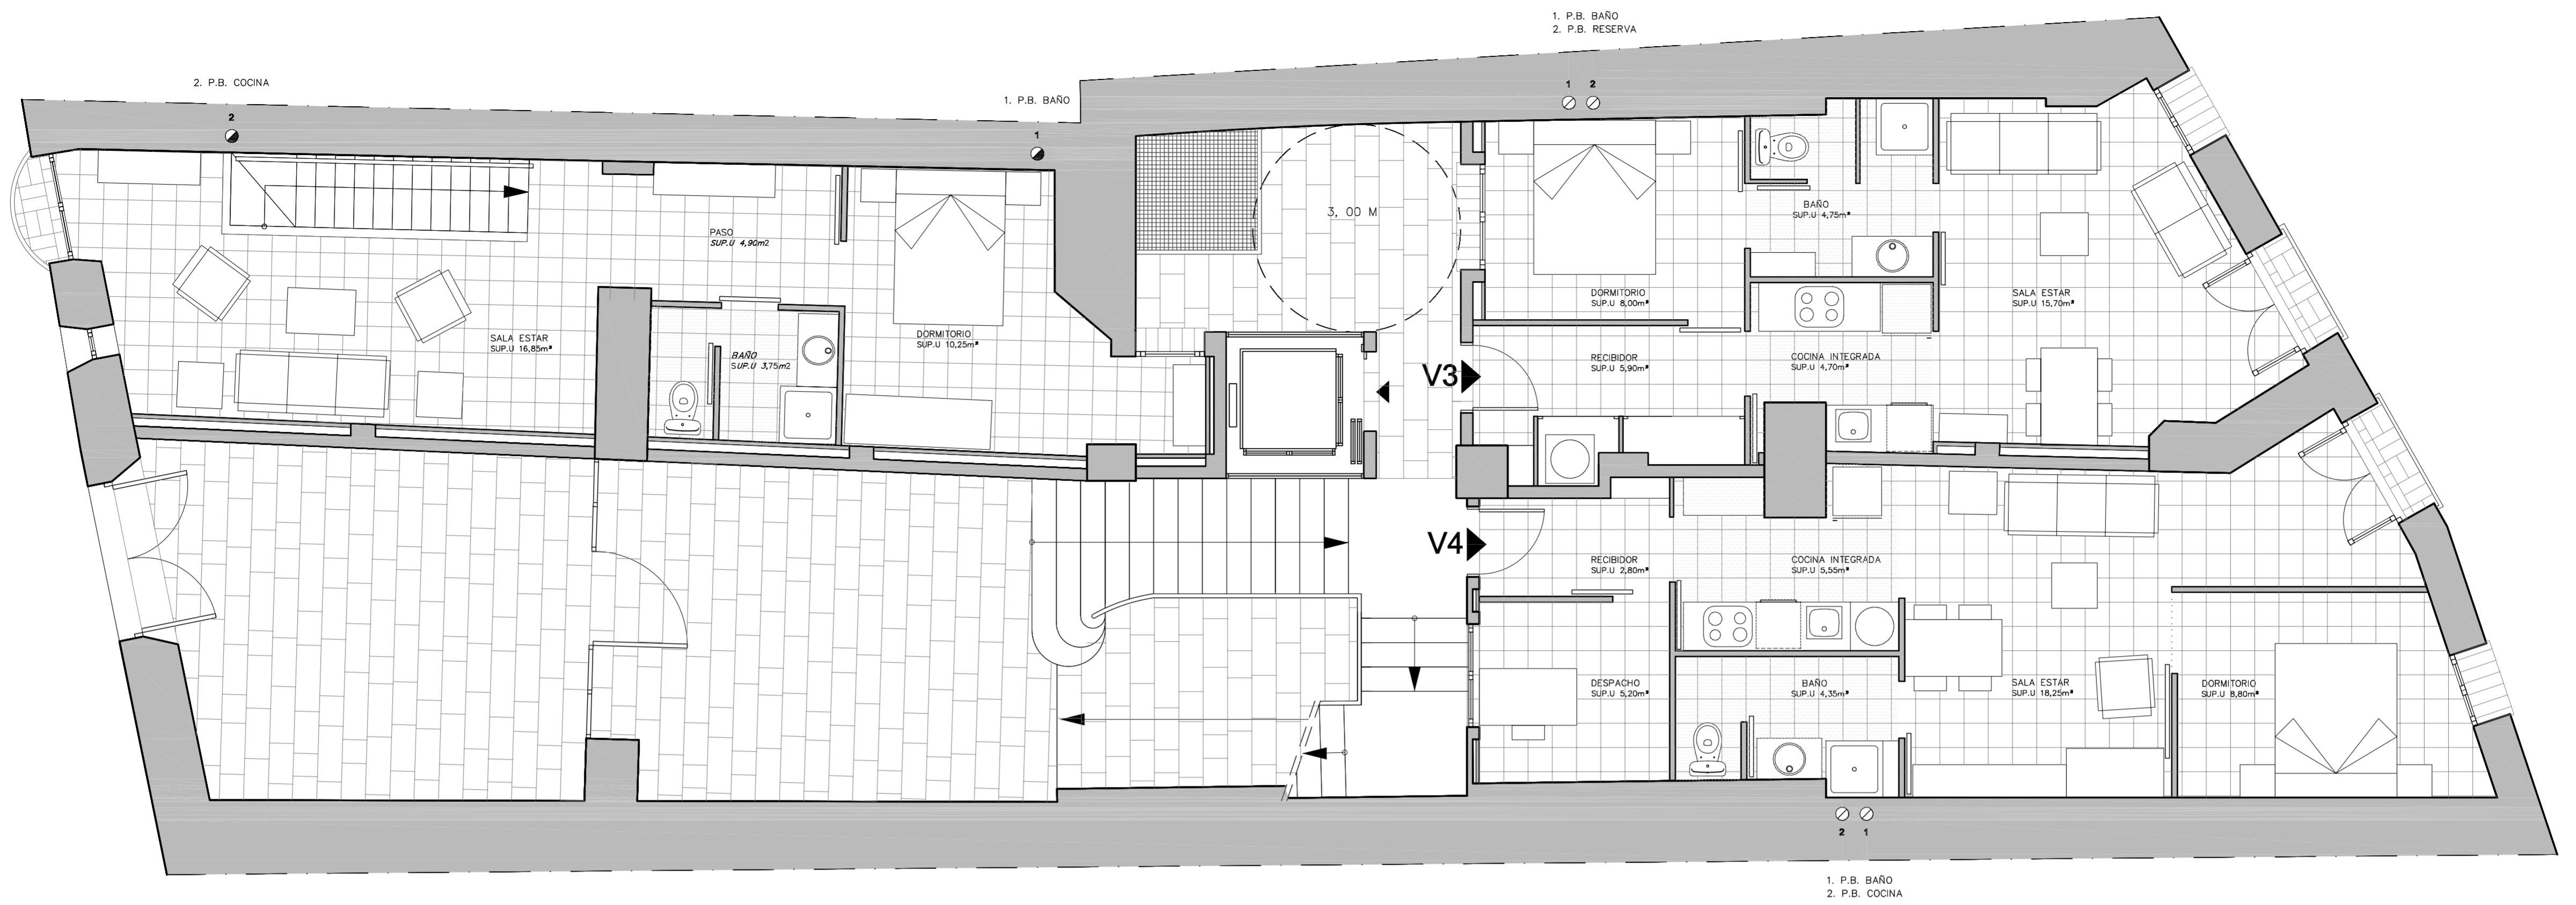 1. P.B. BAÑO
2. P.B. RESERVA
2. P.B. COCINA
1. P.B. BAÑO
1 2
2
1
3, 00 M
PASO
SUP.U 4,90m2
BAÑO
SUP.U 4,75m²
DORMITORIO
SUP.U 8,00m²
SALA ESTAR
SUP.U 15,70m²
SALA ESTAR
SUP.U 16,85m²
DORMITORIO
SUP.U 10,25m²
BAÑO
SUP.U 3,75m2
V3
RECIBIDOR
SUP.U 5,90m²
COCINA INTEGRADA
SUP.U 4,70m²
V4
RECIBIDOR
SUP.U 2,80m²
COCINA INTEGRADA
SUP.U 5,55m²
DESPACHO
SUP.U 5,20m²
BAÑO
SUP.U 4,35m²
SALA ESTAR
SUP.U 18,25m²
DORMITORIO
SUP.U 8,80m²
2 1
1. P.B. BAÑO
2. P.B. COCINA